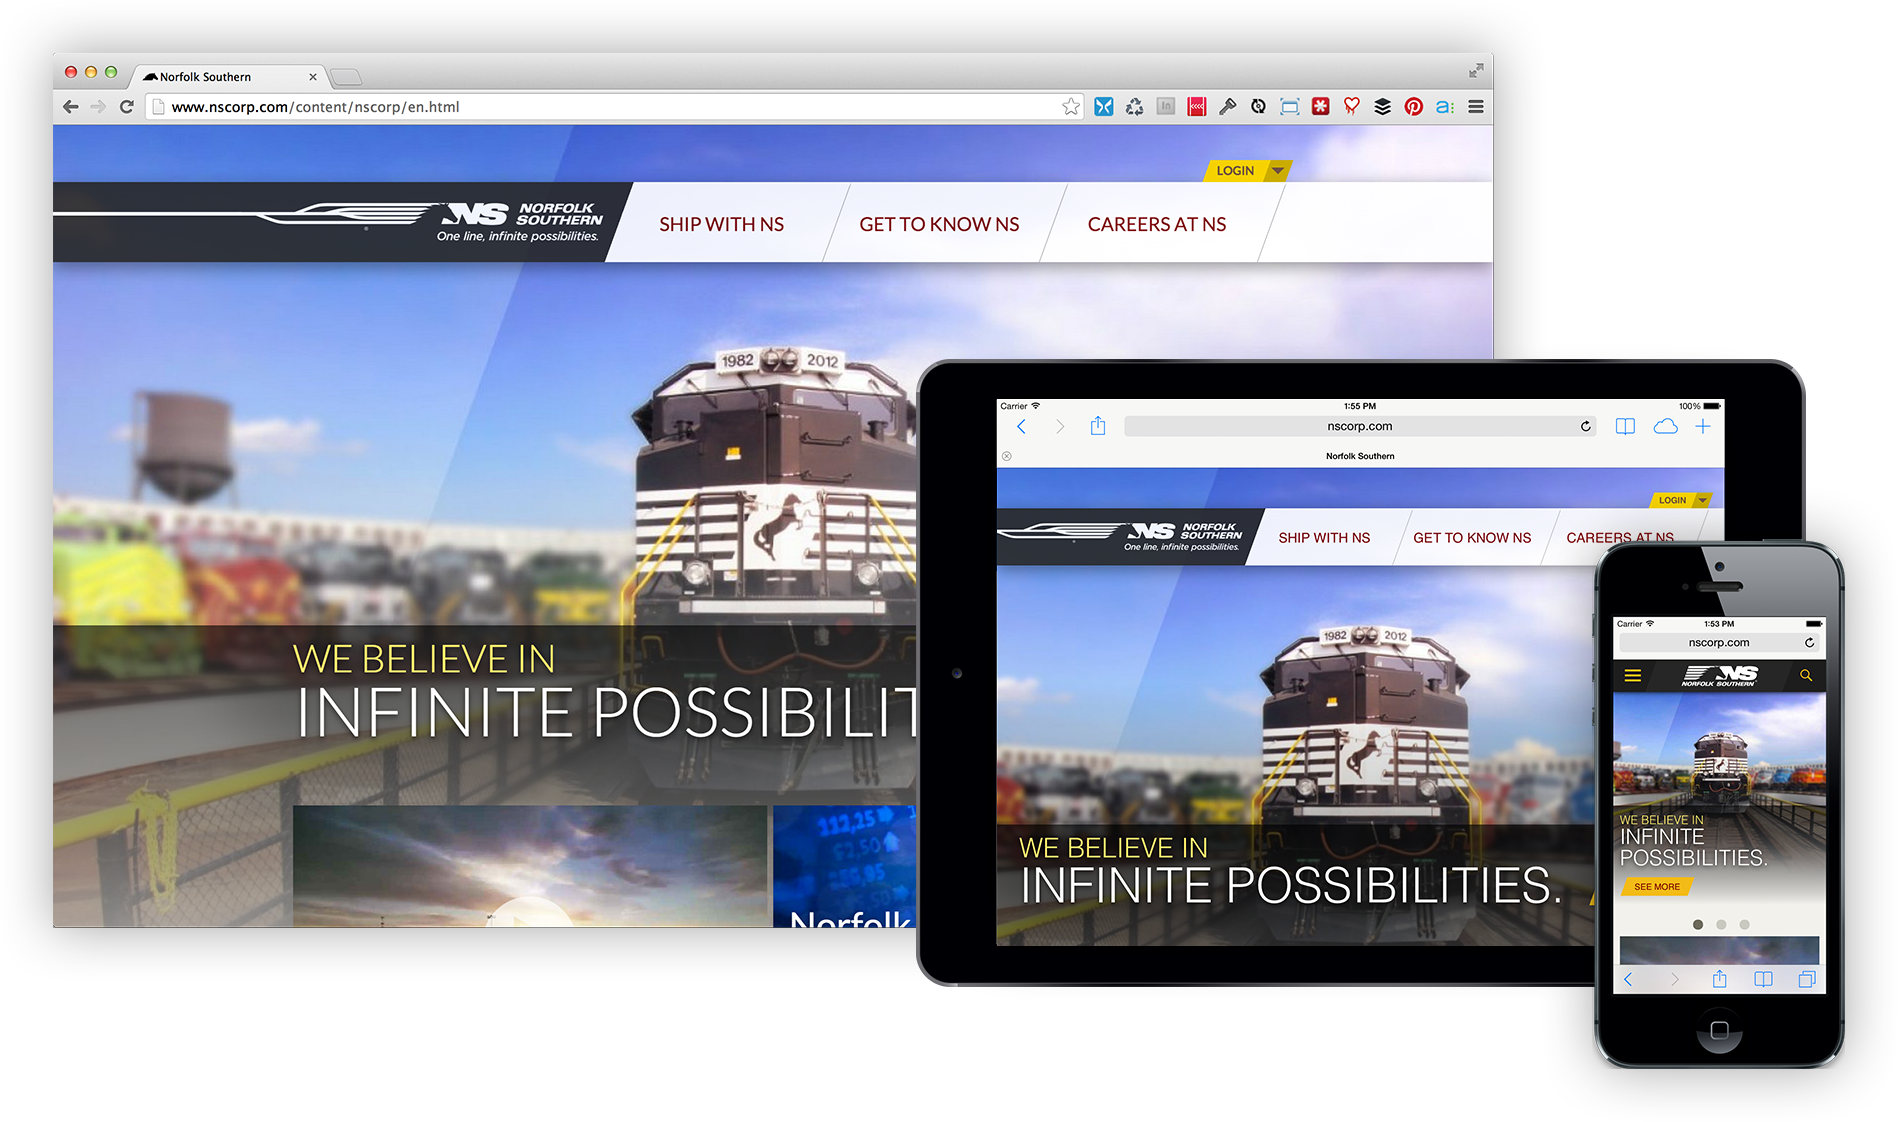 Norfolk Southern
www.nscorp.com/content/nscorp/en.html
LOGIN
NS NORFOLK SOUTHERN
One line, infinite possibilities.
SHIP WITH NS
GET TO KNOW NS
CAREERS AT NS
1982 2012
WE BELIEVE IN
INFINITE POSSIBILIT
112,25
52,50
Norfolk
Carrier 1:55 PM 100%
nscorp.com
Norfolk Southern
LOGIN
NS NORFOLK SOUTHERN
One line, infinite possibilities.
SHIP WITH NS
GET TO KNOW NS
CAREERS AT NS
1982 2012
WE BELIEVE IN
INFINITE POSSIBILITIES.
Carrier 1:53 PM
nscorp.com
NS
NORFOLK SOUTHERN
WE BELIEVE IN
INFINITE
POSSIBILITIES.
SEE MORE